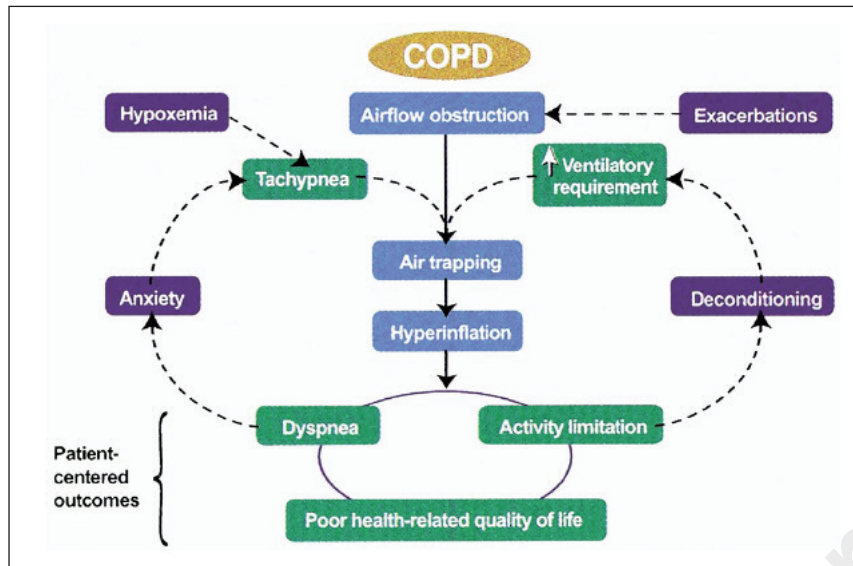 COPD
Hypoxemia
Airflow obstruction
Exacerbations
Tachypnea
Ventilatory
requirement
Air trapping
Anxiety
Deconditioning
Hyperinflation
Dyspnea
Activity limitation
Patient-
centered
outcomes
Poor health-related quality of life